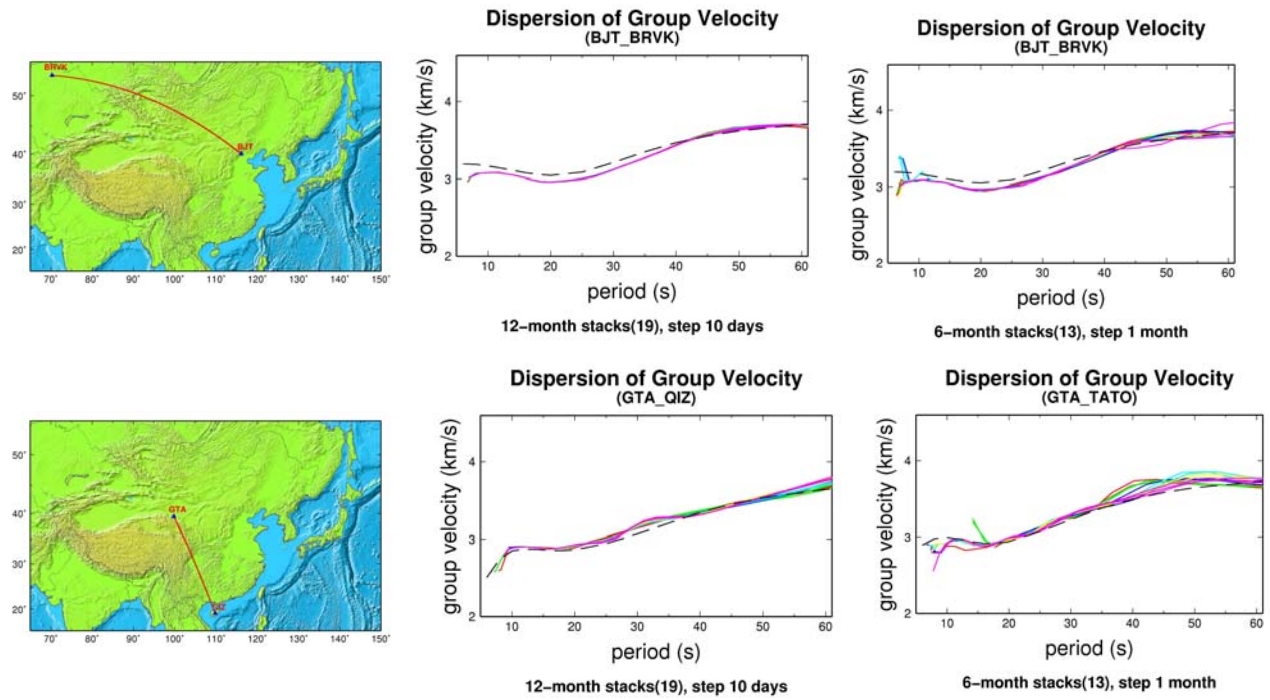 BRVK
BJT
50°
40°
30°
20°
70° 80° 90° 100° 110° 120° 130° 140° 150°
Dispersion of Group Velocity
(BJT_BRVK)
group velocity (km/s)
4
3
2
10 20 30 40 50 60
period (s)
12−month stacks(19), step 10 days
Dispersion of Group Velocity
(BJT_BRVK)
group velocity (km/s)
4
3
2
10 20 30 40 50 60
period (s)
6−month stacks(13), step 1 month
GTA
50°
40°
30°
20°
70° 80° 90° 100° 110° 120° 130° 140° 150°
Dispersion of Group Velocity
(GTA_QIZ)
group velocity (km/s)
4
3
2
10 20 30 40 50 60
period (s)
12−month stacks(19), step 10 days
Dispersion of Group Velocity
(GTA_TATO)
group velocity (km/s)
4
3
2
10 20 30 40 50 60
period (s)
6−month stacks(13), step 1 month